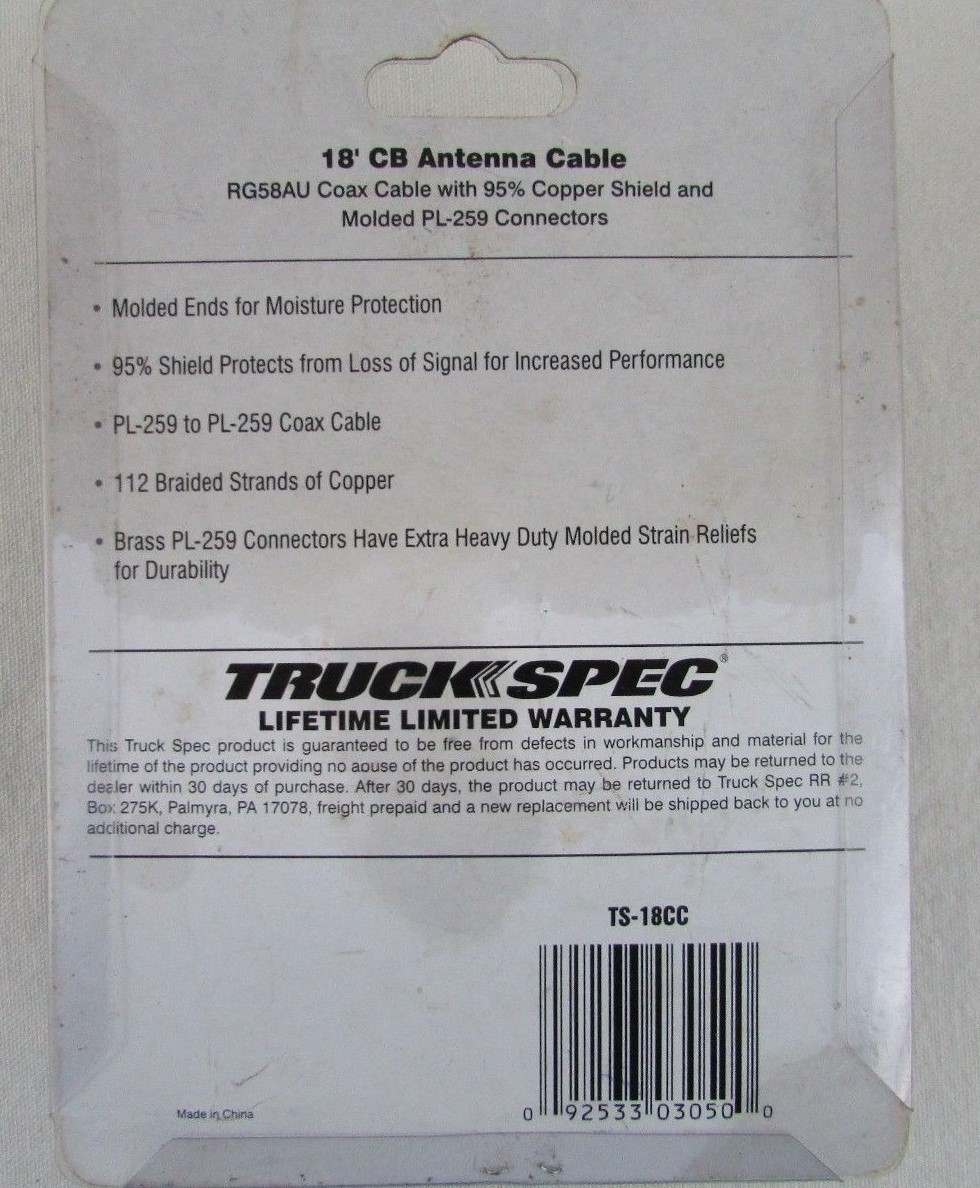 18' CB Antenna Cable
RG58AU Coax Cable with 95% Copper Shield and
Molded PL-259 Connectors
• Molded Ends for Moisture Protection
• 95% Shield Protects from Loss of Signal for Increased Performance
• PL-259 to PL-259 Coax Cable
• 112 Braided Strands of Copper
• Brass PL-259 Connectors Have Extra Heavy Duty Molded Strain Reliefs
for Durability
TRUCK SPEC®
LIFETIME LIMITED WARRANTY
This Truck Spec product is guaranteed to be free from defects in workmanship and material for the
lifetime of the product providing no abuse of the product has occurred. Products may be returned to the
dealer within 30 days of purchase. After 30 days, the product may be returned to Truck Spec RR #2,
Box 275K, Palmyra, PA 17078, freight prepaid and a new replacement will be shipped back to you at no
additional charge.
TS-18CC
Made in China
0 92533 03050 0